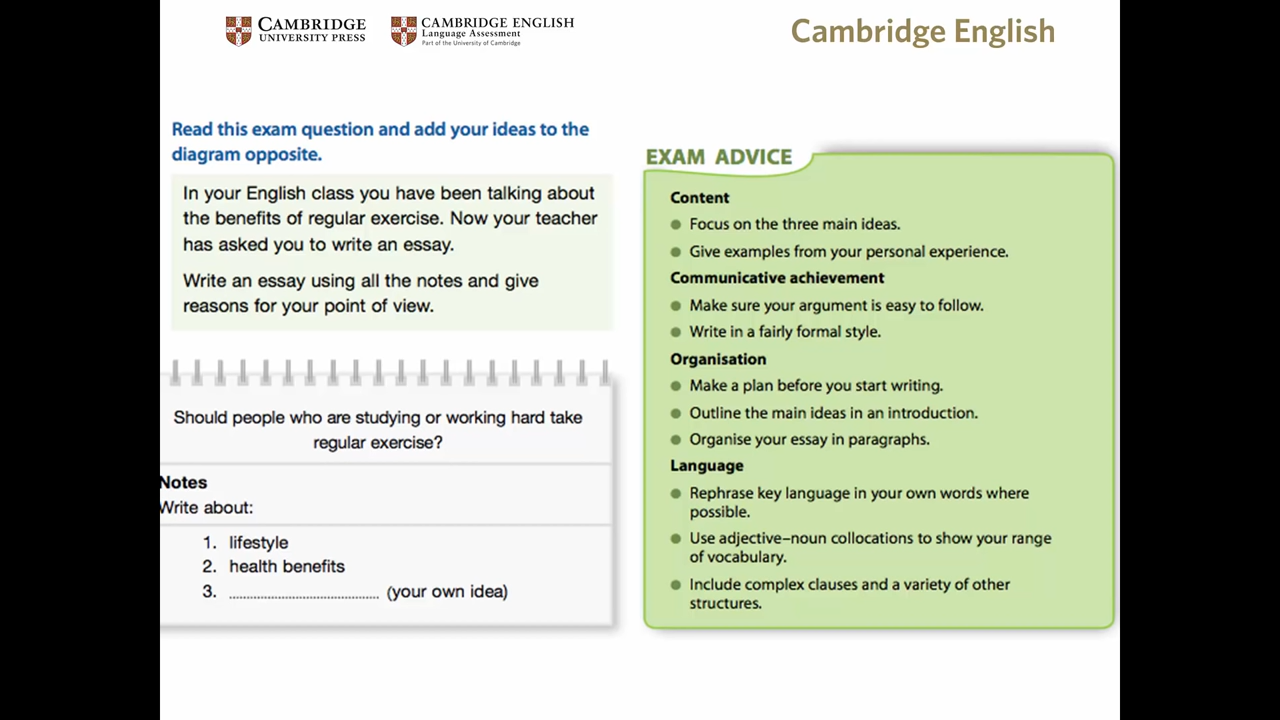 CAMBRIDGE
UNIVERSITY PRESS
CAMBRIDGE ENGLISH
Language Assessment
Part of the University of Cambridge
Cambridge English
Read this exam question and add your ideas to the
diagram opposite.
In your English class you have been talking about
the benefits of regular exercise. Now your teacher
has asked you to write an essay.
Write an essay using all the notes and give
reasons for your point of view.
Should people who are studying or working hard take
regular exercise?
Notes
Write about:
1. lifestyle
2. health benefits
3. ........................................ (your own idea)
EXAM ADVICE
Content
● Focus on the three main ideas.
● Give examples from your personal experience.
Communicative achievement
● Make sure your argument is easy to follow.
● Write in a fairly formal style.
Organisation
● Make a plan before you start writing.
● Outline the main ideas in an introduction.
● Organise your essay in paragraphs.
Language
● Rephrase key language in your own words where
possible.
● Use adjective–noun collocations to show your range
of vocabulary.
● Include complex clauses and a variety of other
structures.